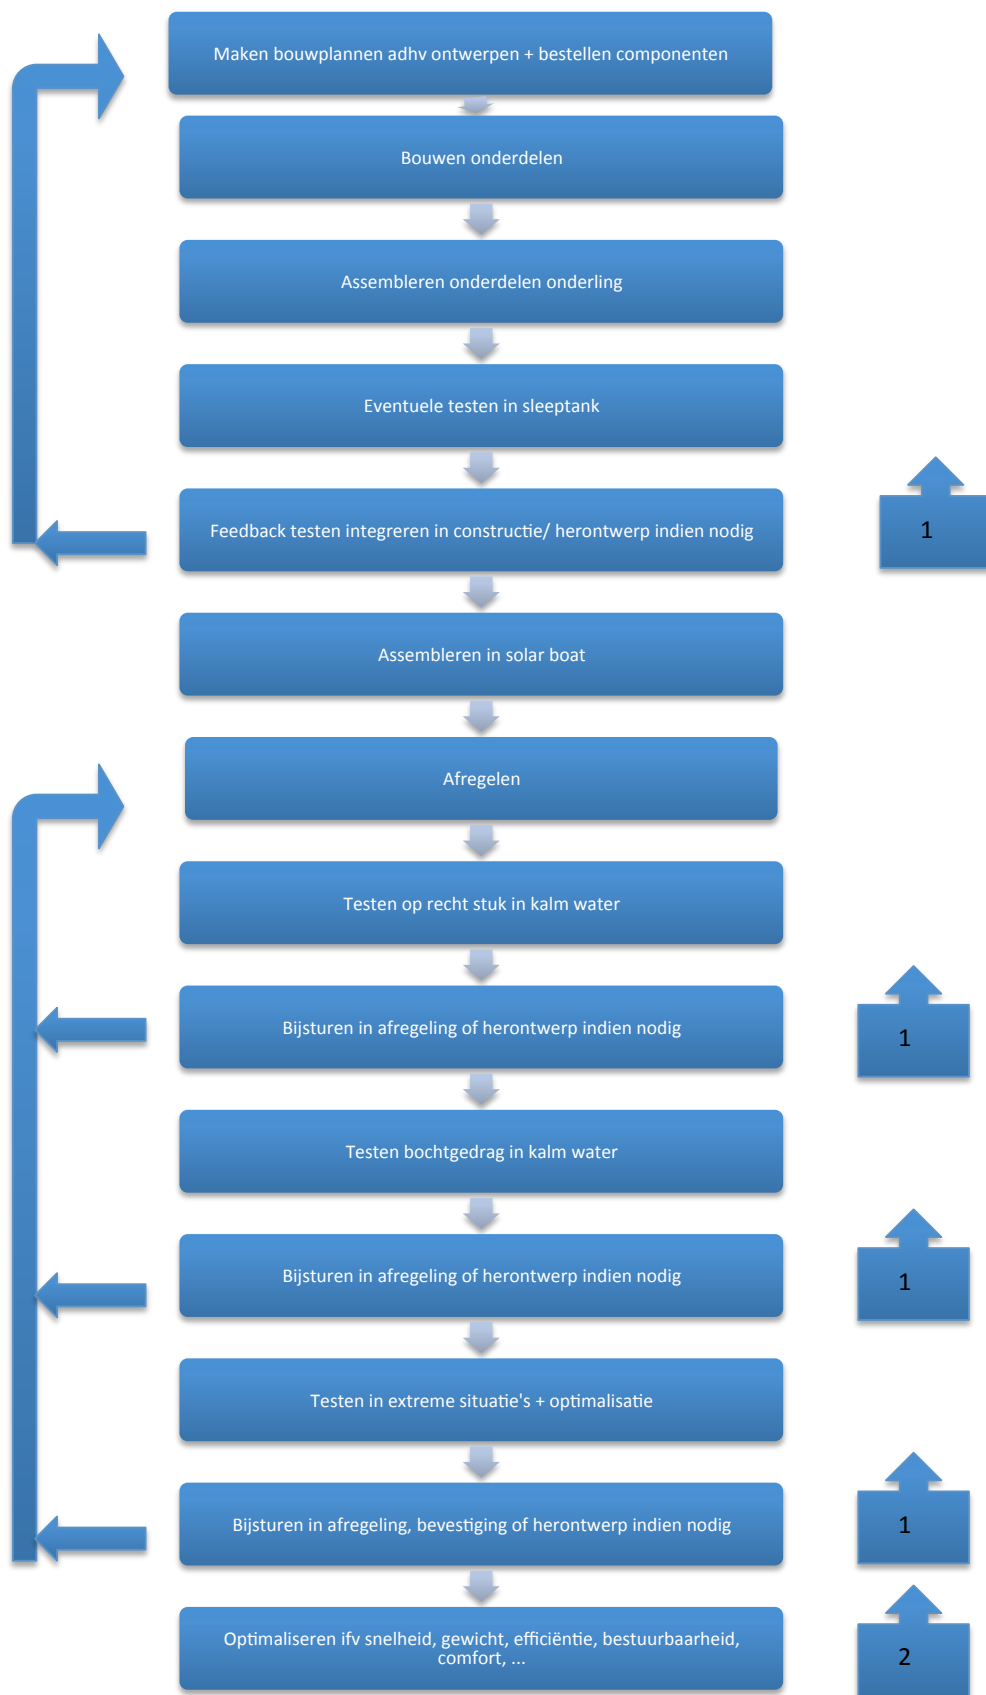 Maken bouwplannen adhv ontwerpen + bestellen componenten
Bouwen onderdelen
Assembleren onderdelen onderling
Eventuele testen in sleeptank
Feedback testen integreren in constructie/ herontwerp indien nodig
1
Assembleren in solar boat
Afregelen
Testen op recht stuk in kalm water
Bijsturen in afregeling of herontwerp indien nodig
1
Testen bochtgedrag in kalm water
Bijsturen in afregeling of herontwerp indien nodig
1
Testen in extreme situatie's + optimalisatie
Bijsturen in afregeling, bevestiging of herontwerp indien nodig
1
Optimaliseren ifv snelheid, gewicht, efficiëntie, bestuurbaarheid,
comfort, ...
2